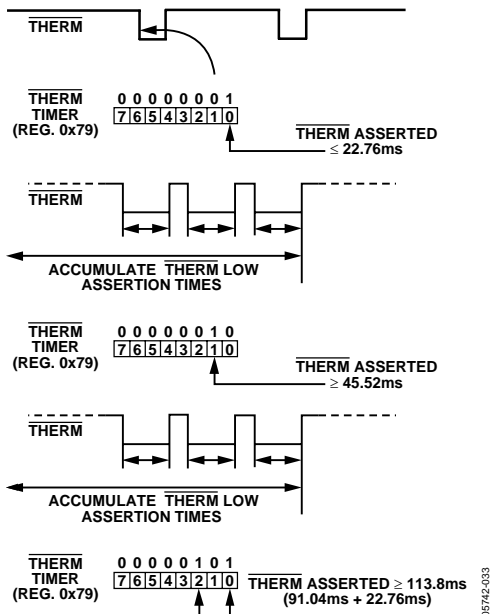 THERM
THERM
TIMER
(REG. 0x79)
0 0 0 0 0 0 0 1
7 6 5 4 3 2 1 0
THERM ASSERTED
≤ 22.76ms
THERM
ACCUMULATE THERM LOW
ASSERTION TIMES
THERM
TIMER
(REG. 0x79)
0 0 0 0 0 0 1 0
7 6 5 4 3 2 1 0
THERM ASSERTED
≥ 45.52ms
THERM
ACCUMULATE THERM LOW
ASSERTION TIMES
THERM
TIMER
(REG. 0x79)
0 0 0 0 0 1 0 1
7 6 5 4 3 2 1 0
THERM ASSERTED ≥ 113.8ms
(91.04ms + 22.76ms)